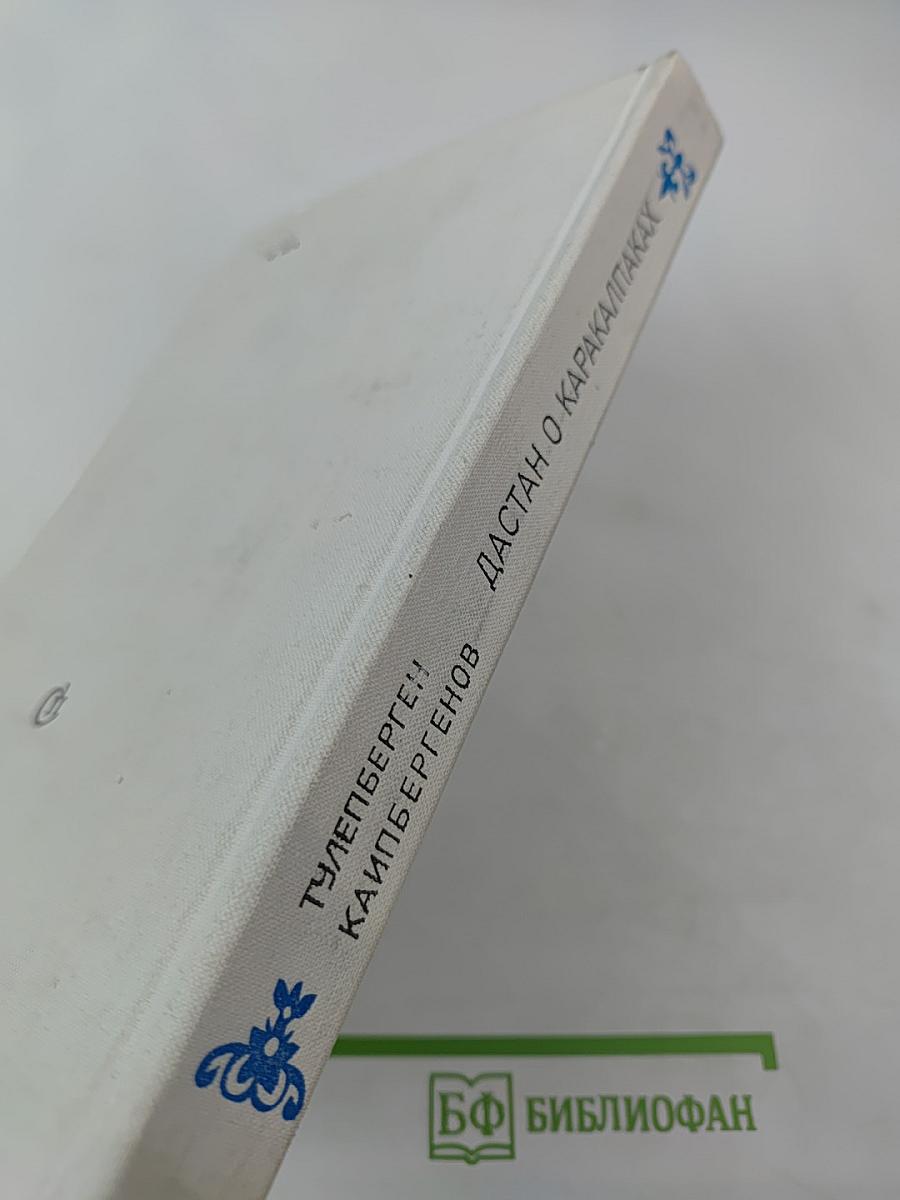 ТУЛЕПБЕРГЕН
КАИПБЕРГЕНОВ
ДАСТАН О КАРАКАЛПАКАХ
БФ БИБЛИОФАН